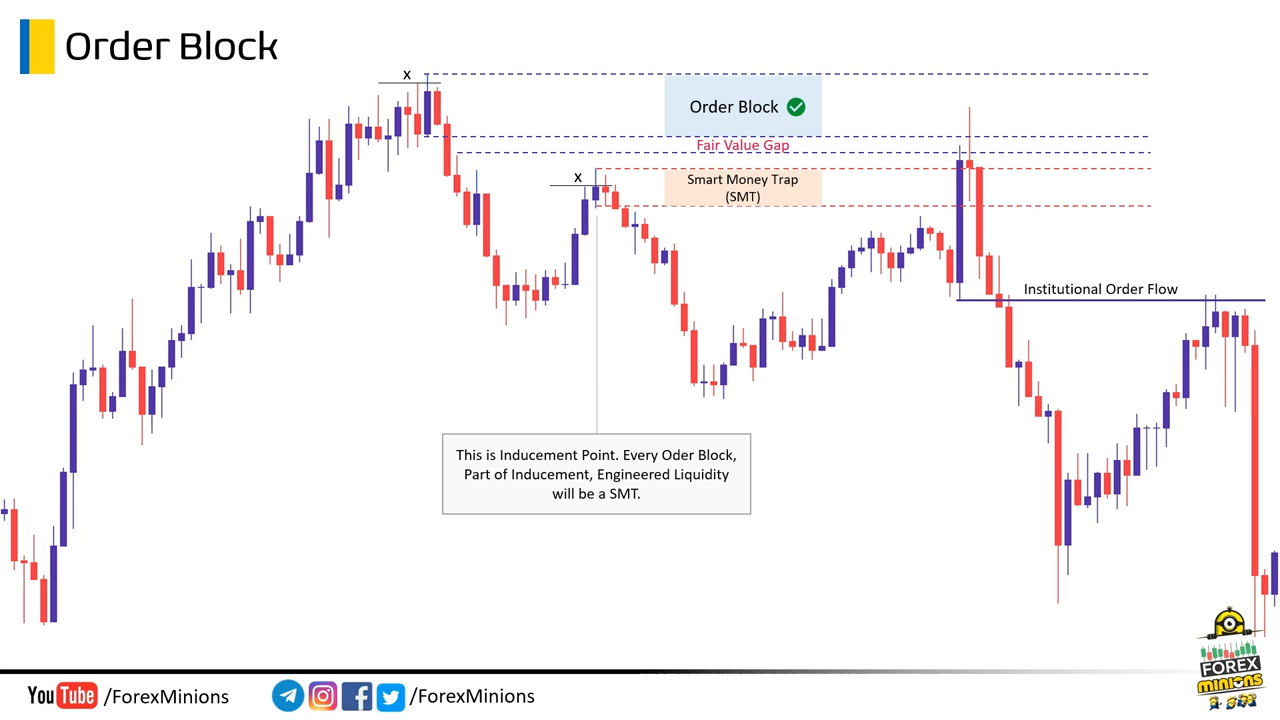 Order Block
x
Order Block
Fair Value Gap
x
Smart Money Trap
(SMT)
Institutional Order Flow
This is Inducement Point. Every Oder Block,
Part of Inducement, Engineered Liquidity
will be a SMT.
FOREX
minions
YouTube /ForexMinions
/ForexMinions